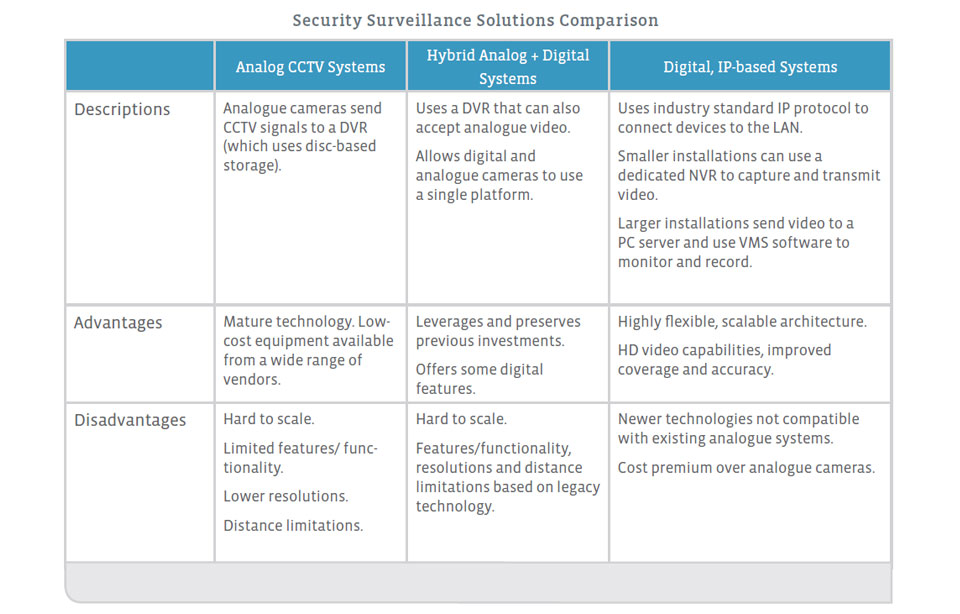 Security Surveillance Solutions Comparison
Analog CCTV Systems
Hybrid Analog + Digital
Systems
Digital, IP-based Systems
Descriptions
Analogue cameras send
CCTV signals to a DVR
(which uses disc-based
storage).
Uses a DVR that can also
accept analogue video.
Allows digital and
analogue cameras to use
a single platform.
Uses industry standard IP protocol to
connect devices to the LAN.
Smaller installations can use a
dedicated NVR to capture and transmit
video.
Larger installations send video to a
PC server and use VMS software to
monitor and record.
Advantages
Mature technology. Low-
cost equipment available
from a wide range of
vendors.
Leverages and preserves
previous investments.
Offers some digital
features.
Highly flexible, scalable architecture.
HD video capabilities, improved
coverage and accuracy.
Disadvantages
Hard to scale.
Limited features/ func-
tionality.
Lower resolutions.
Distance limitations.
Hard to scale.
Features/functionality,
resolutions and distance
limitations based on legacy
technology.
Newer technologies not compatible
with existing analogue systems.
Cost premium over analogue cameras.